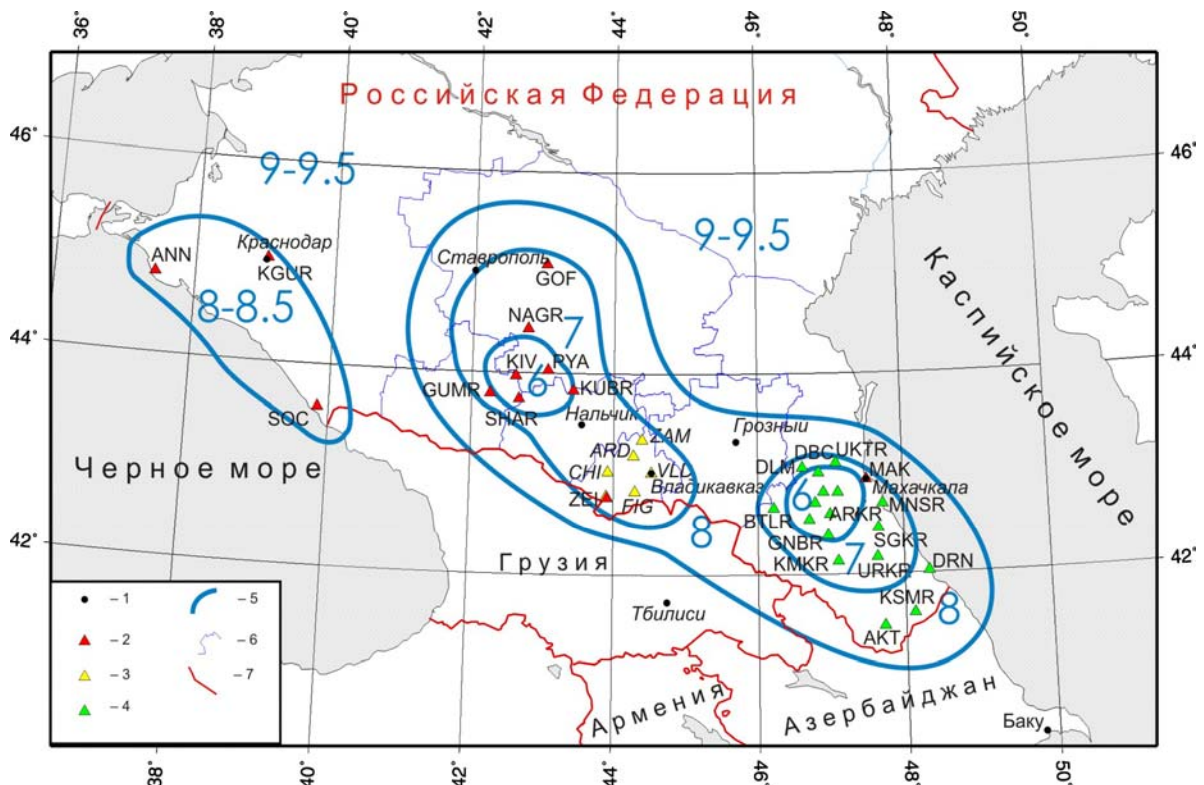 36° 38° 40° 42° 44° 46° 48° 50°
Российская Федерация
46° 46°
9-9.5
9-9.5
Краснодар
ANN
KGUR
Ставрополь
GOF
8-8.5
Каспийское море
NAGR
7
44° 44°
KIV PYA
6
GUMR KUBR
SHAR
SOC
Нальчик
Грозный
ZAM
ARD
DBC UKTR
DLM MAK
Черное море
CHI VLD
Владикавказ
Махачкала
ZEI FIG
6
MNSR
BTLR ARKR
8
GNBR SGKR
42° 42°
Грузия
KMKR 7 URKR DRN
KSMR
8
Тбилиси
AKT
– 1 – 5
– 2 – 6
– 3 – 7
– 4
Армения
Азербайджан
Баку
38° 40° 42° 44° 46° 48° 50°